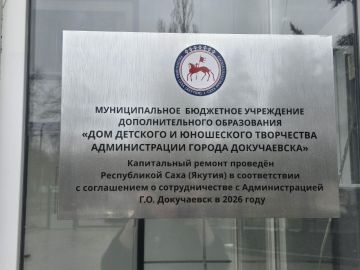 МУНИЦИПАЛЬНОЕ БЮДЖЕТНОЕ УЧРЕЖДЕНИЕ
ДОПОЛНИТЕЛЬНОГО ОБРАЗОВАНИЯ
«ДОМ ДЕТСКОГО И ЮНОШЕСКОГО ТВОРЧЕСТВА
АДМИНИСТРАЦИИ ГОРОДА ДОКУЧАЕВСКА»
Капитальный ремонт проведён
Республикой Саха (Якутия) в соответствии
с соглашением о сотрудничестве с Администрацией
Г.О. Докучаевск в 2026 году